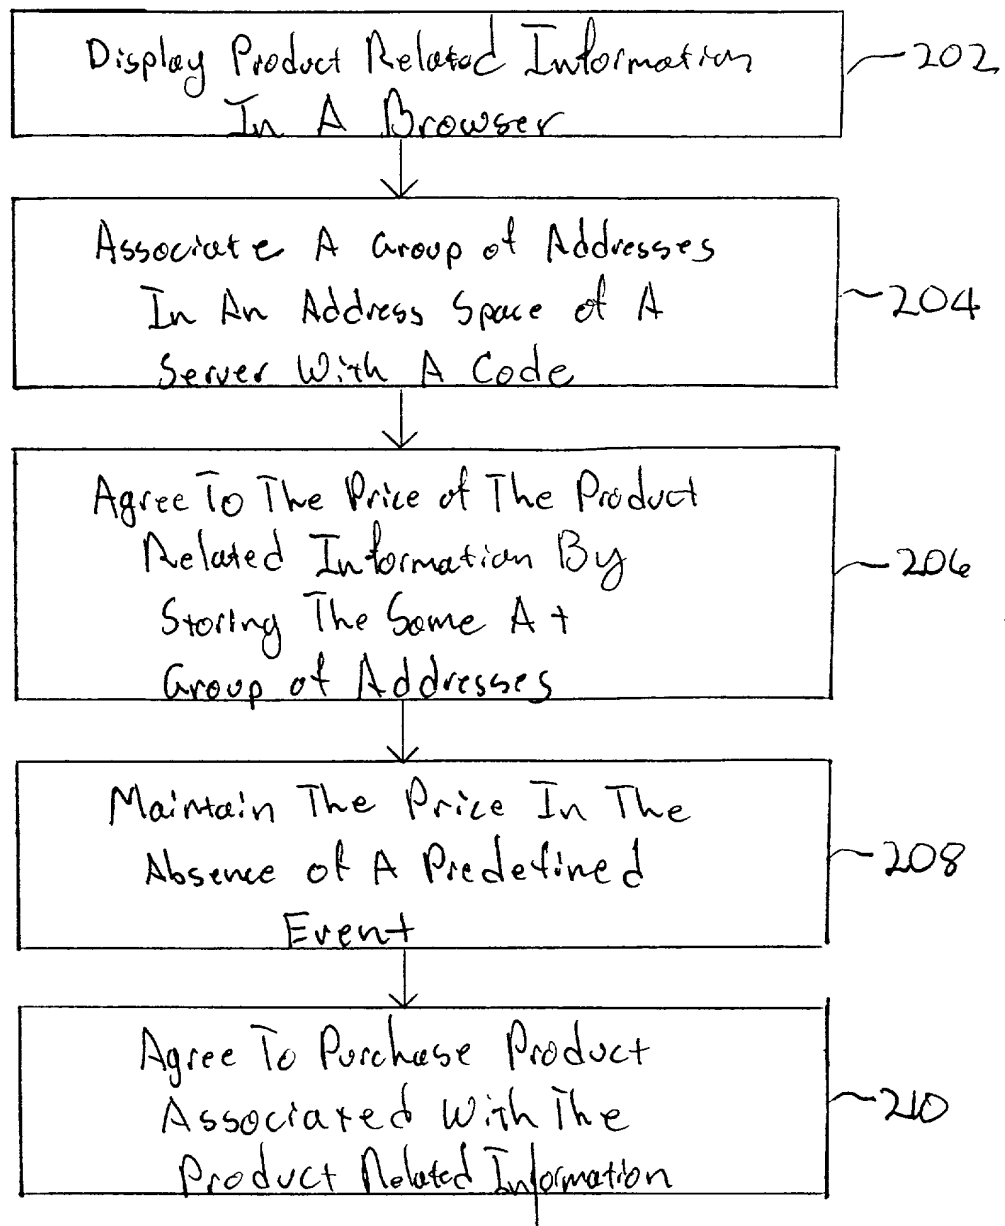 Display Product Related Information
In A Browser
202
Associate A Group of Addresses
In An Address Space of A
Server With A Code
204
Agree To The Price of The Product
Related Information By
Storing The Same At
Group of Addresses
206
Maintain The Price In The
Absence of A Predefined
Event
208
Agree To Purchase Product
Associated With The
Product Related Information
210